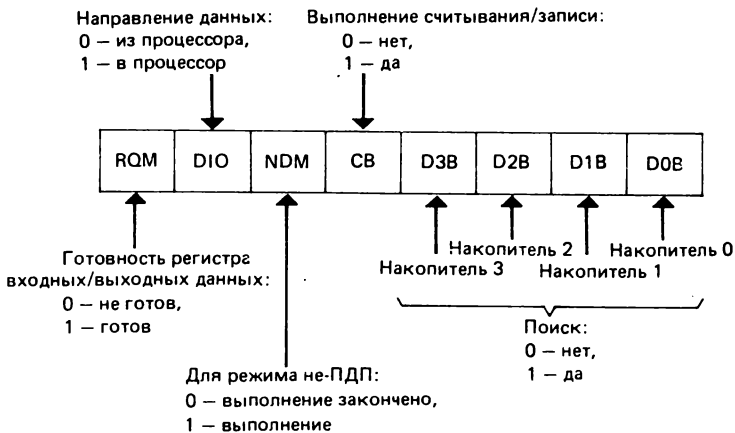 Направление данных:
0 – из процессора,
1 – в процессор
Выполнение считывания/записи:
0 – нет,
1 – да
RQM DIO NDM CB D3B D2B D1B D0B
Готовность регистра
входных/выходных данных:
0 – не готов,
1 – готов
Накопитель 3
Накопитель 2
Накопитель 1
Накопитель 0
Поиск:
0 – нет,
1 – да
Для режима не-ПДП:
0 – выполнение закончено,
1 – выполнение